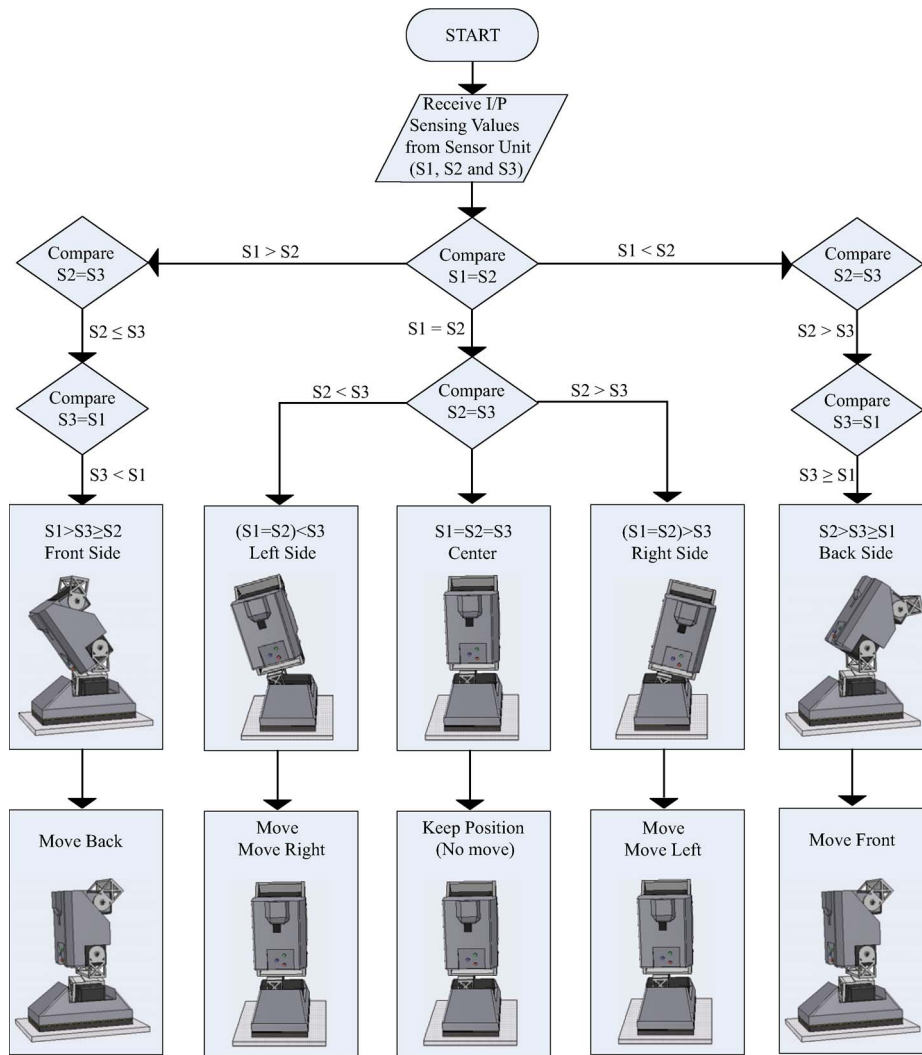 START
Receive I/P
Sensing Values
from Sensor Unit
(S1, S2 and S3)
Compare
S2=S3
S1 > S2
Compare
S1=S2
S1 < S2
Compare
S2=S3
S2 ≤ S3
S1 = S2
S2 > S3
Compare
S3=S1
S2 < S3
Compare
S2=S3
S2 > S3
Compare
S3=S1
S3 < S1
S3 ≥ S1
S1>S3≥S2
Front Side
(S1=S2)<S3
Left Side
S1=S2=S3
Center
(S1=S2)>S3
Right Side
S2>S3≥S1
Back Side
Move Back
Move
Move Right
Keep Position
(No move)
Move
Move Left
Move Front